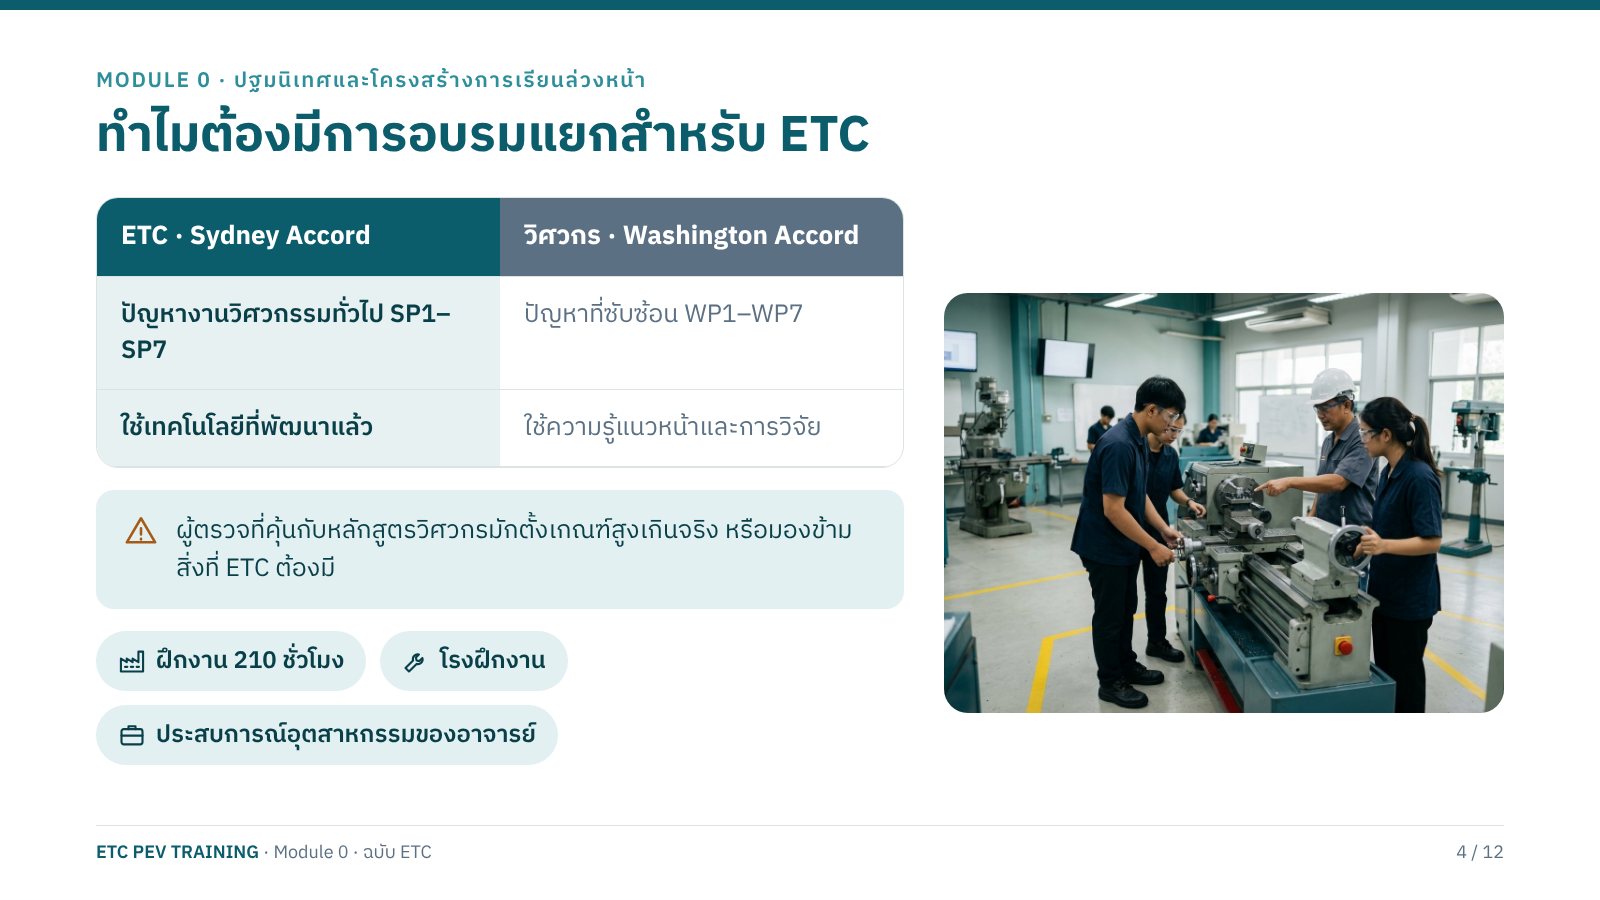 MODULE 0 · ปฐมนิเทศและโครงสร้างการเรียนล่วงหน้า
ทำไมต้องมีการอบรมแยกสำหรับ ETC
ETC · Sydney Accord
วิศวกร · Washington Accord
ปัญหางานวิศวกรรมทั่วไป SP1–
SP7
ปัญหาที่ซับซ้อน WP1–WP7
ใช้เทคโนโลยีที่พัฒนาแล้ว
ใช้ความรู้แนวหน้าและการวิจัย
ผู้ตรวจที่คุ้นกับหลักสูตรวิศวกรมักตั้งเกณฑ์สูงเกินจริง หรือมองข้าม
สิ่งที่ ETC ต้องมี
ฝึกงาน 210 ชั่วโมง
โรงฝึกงาน
ประสบการณ์อุตสาหกรรมของอาจารย์
ETC PEV TRAINING · Module 0 · ฉบับ ETC
4 / 12